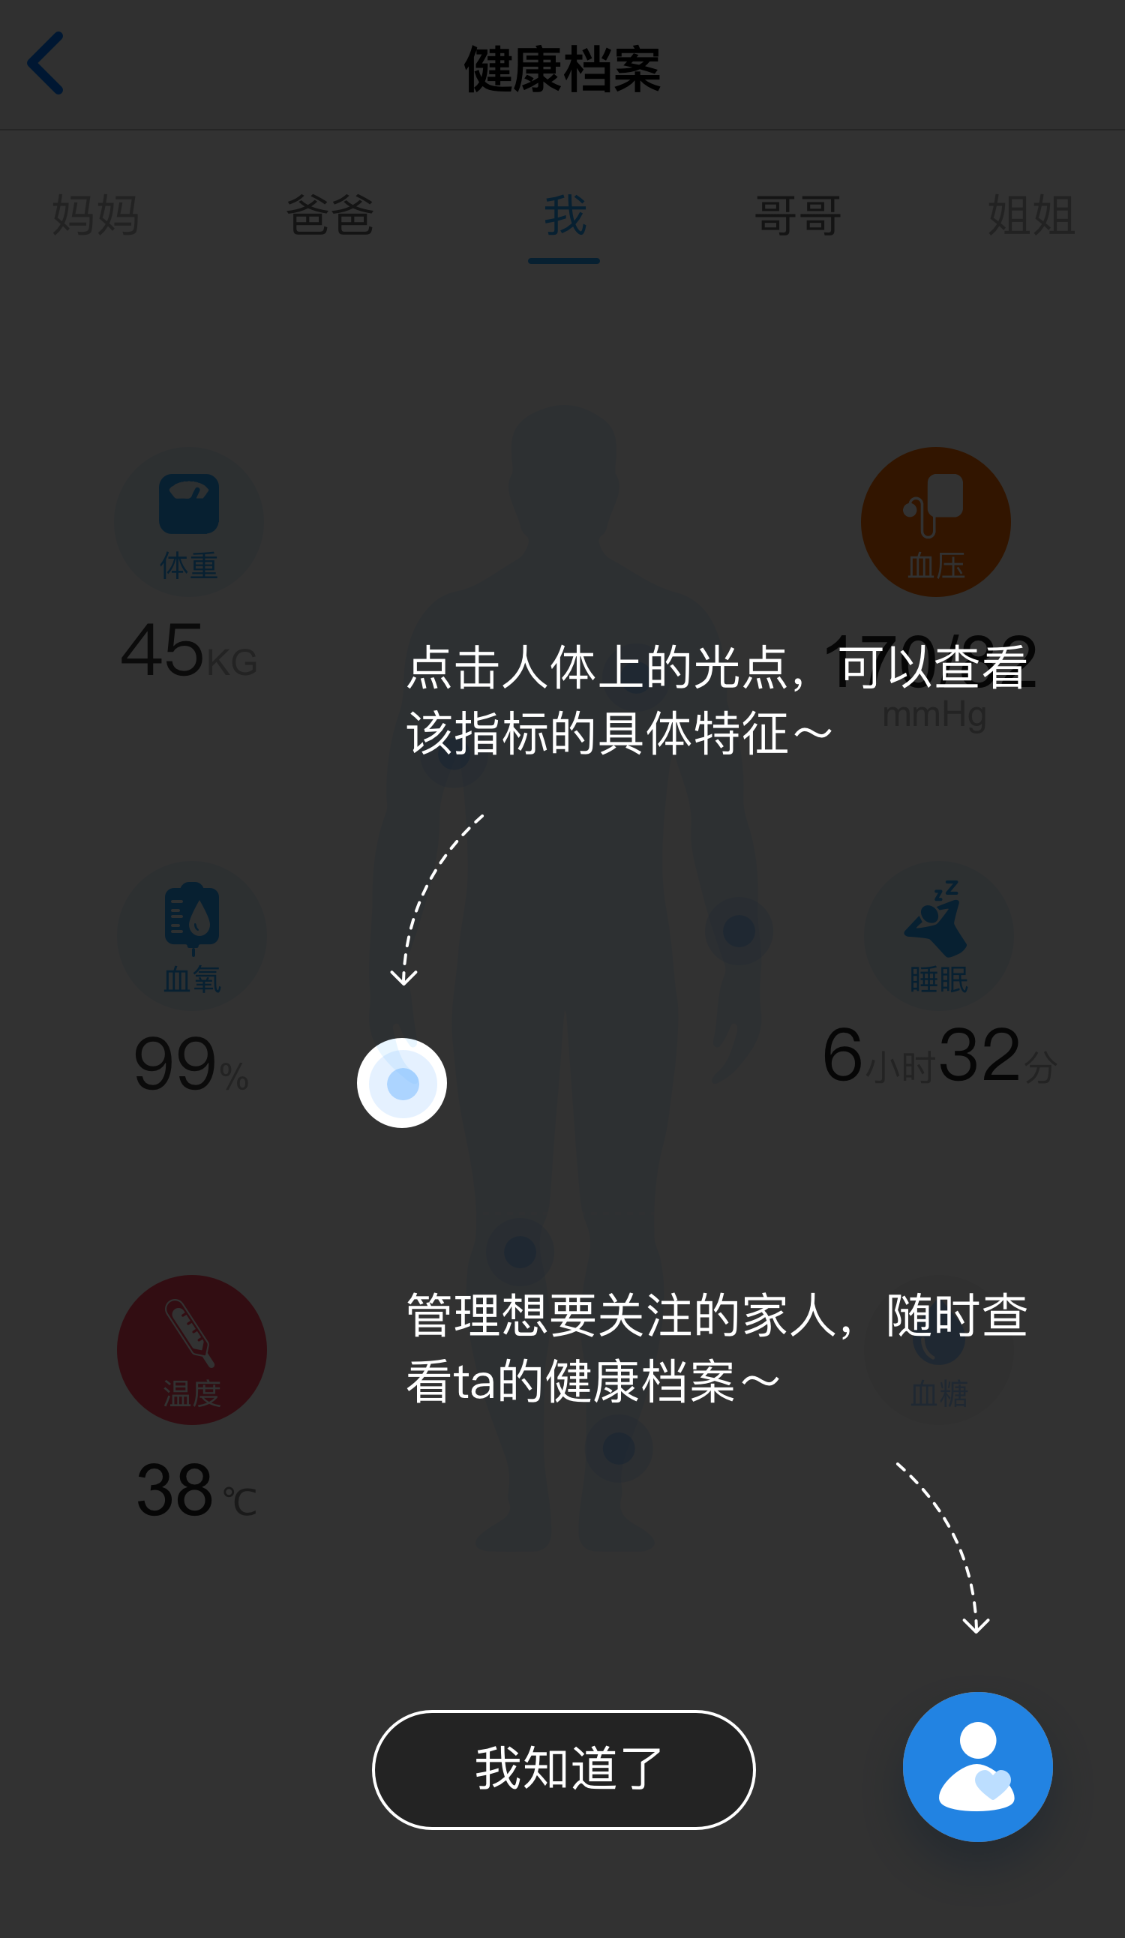 健康档案
妈妈 爸爸 我 哥哥 姐姐
体重
45KG
血压
mmHg
点击人体上的光点，可以查看
该指标的具体特征～
血氧
99%
睡眠
6小时32分
管理想要关注的家人，随时查
看ta的健康档案～
温度
38℃
血糖
我知道了